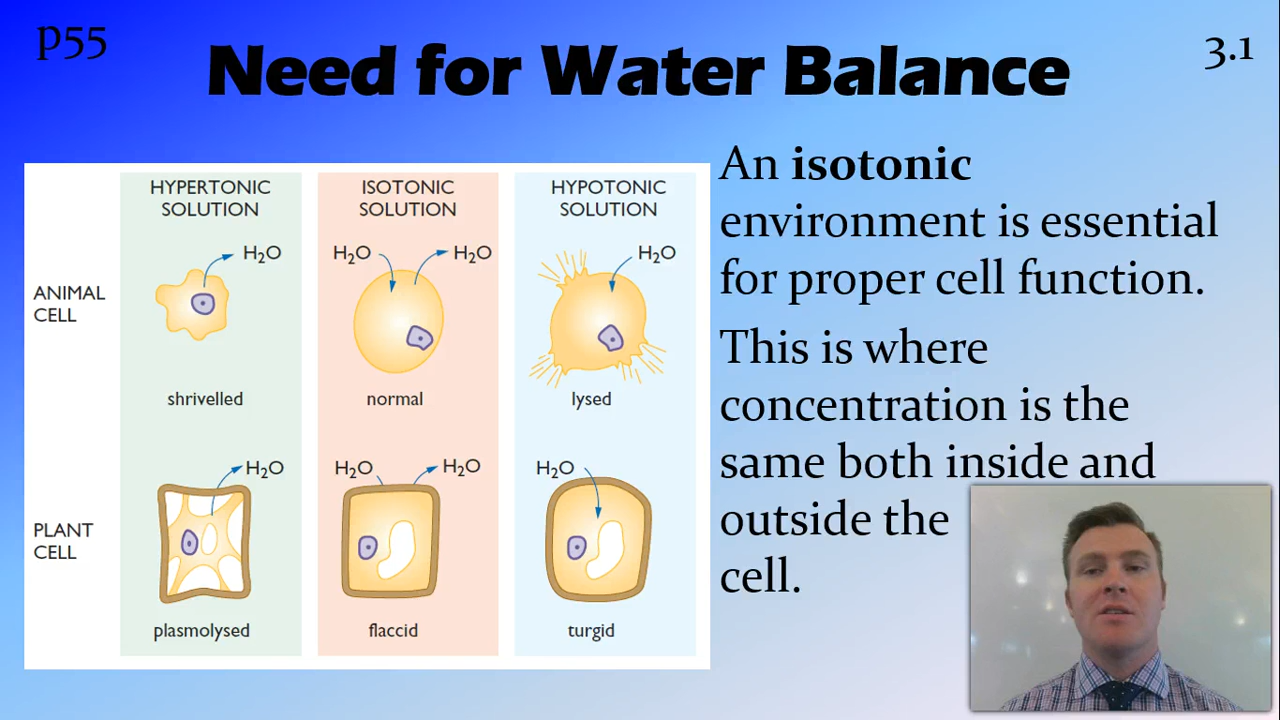 p55
Need for Water Balance
3.1
HYPERTONIC
SOLUTION
ISOTONIC
SOLUTION
HYPOTONIC
SOLUTION
ANIMAL
CELL
H₂O
H₂O
H₂O
H₂O
shrivelled
normal
lysed
PLANT
CELL
H₂O
H₂O
H₂O
H₂O
plasmolysed
flaccid
turgid
An isotonic
environment is essential
for proper cell function.
This is where
concentration is the
same both inside and
outside the
cell.